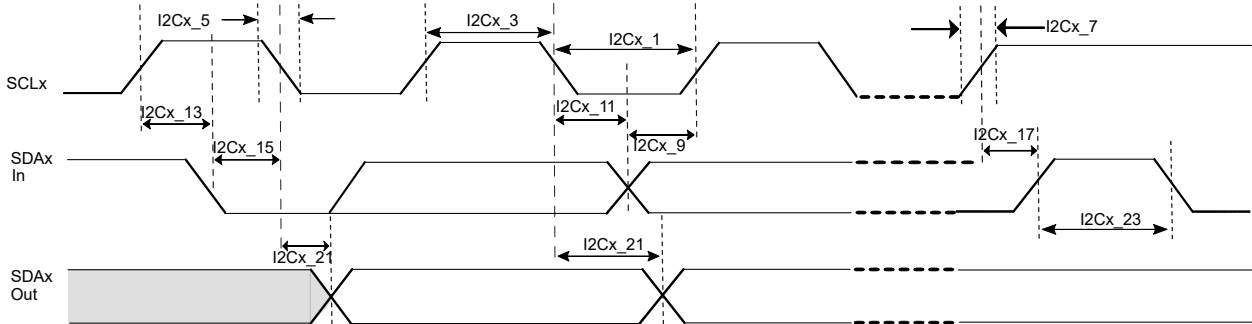 I2Cx_5
I2Cx_3
I2Cx_1
I2Cx_7
SCLx
I2Cx_11
I2Cx_13
I2Cx_9
I2Cx_17
I2Cx_15
SDAx
In
I2Cx_23
I2Cx_21
I2Cx_21
SDAx
Out